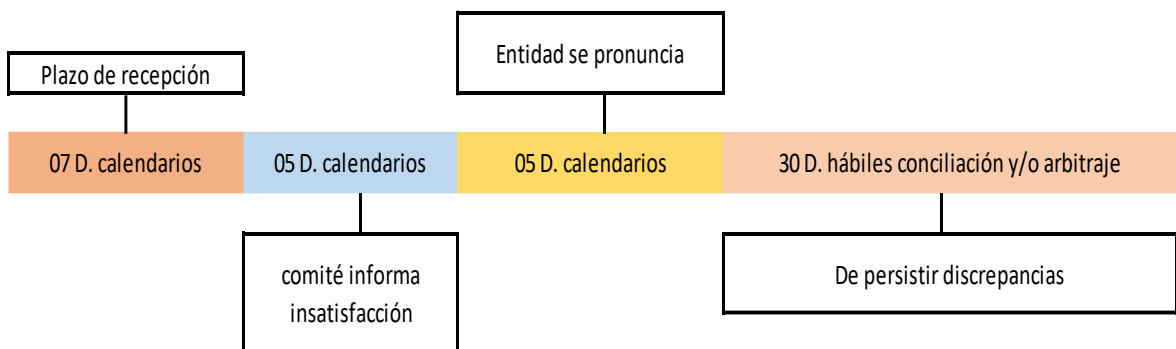 Entidad se pronuncia
Plazo de recepción
07 D. calendarios
05 D. calendarios
05 D. calendarios
30 D. hábiles conciliación y/o arbitraje
comité informa
insatisfacción
De persistir discrepancias